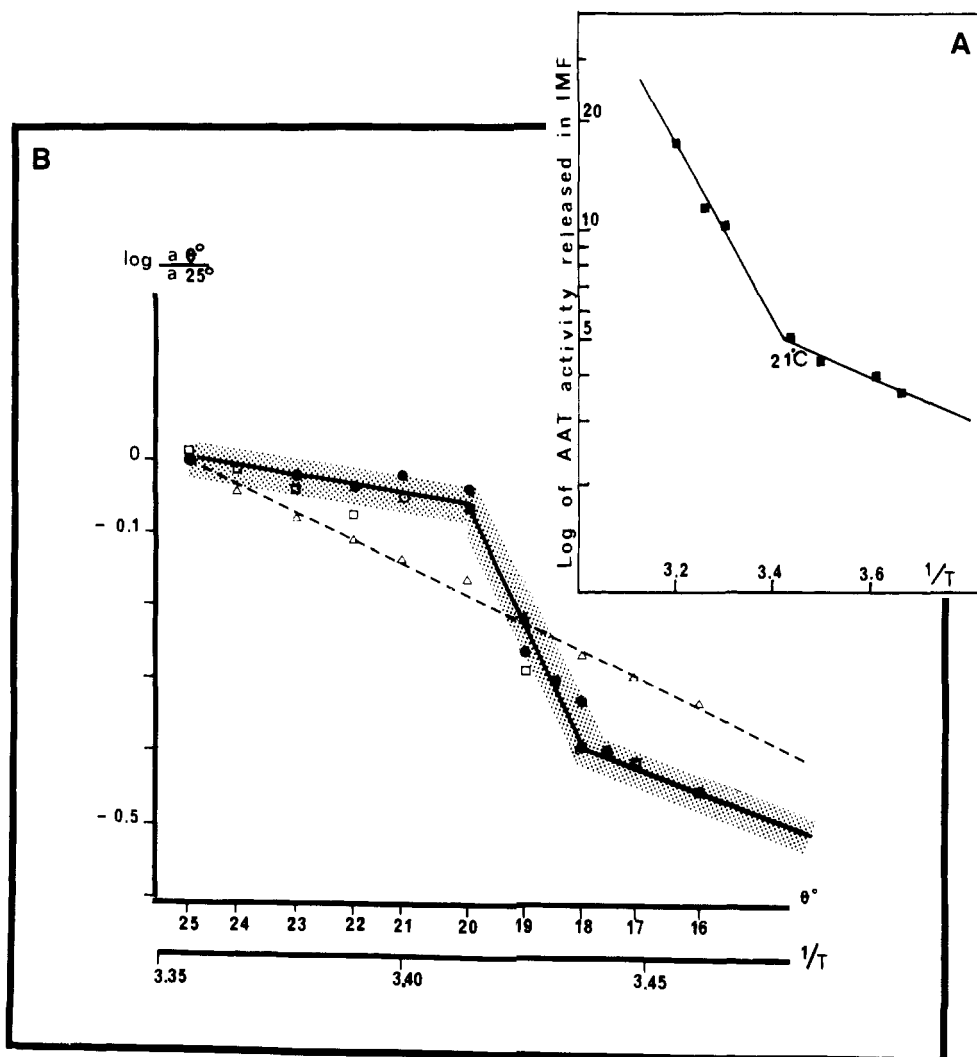 A
Log of AAT activity released in IMF
20
10
5
21°C
3.2 3.4 3.6 1/T
B
log a θ° / a 25°
0
- 0.1
- 0.5
θ°
25 24 23 22 21 20 19 18 17 16
1/T
3.35 3.40 3.45